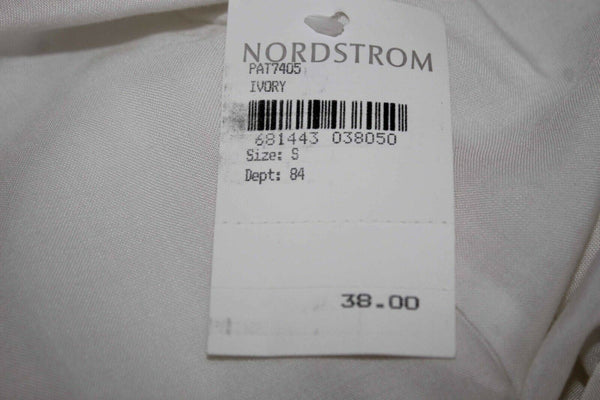 NORDSTROM
PAT7405
IVORY
681443 038050
Size: S
Dept: 84
38.00